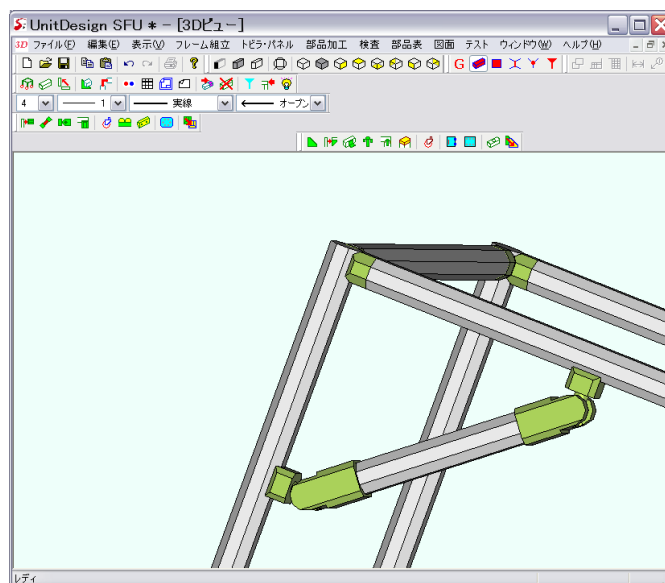 UnitDesign SFU * - [3Dビュー]
3D ファイル(F) 編集(E) 表示(V) フレーム組立 トビラ・パネル 部品加工 検査 部品表 図面 テスト ウィンドウ(W) ヘルプ(H)
G
4 1 実線 オープン
レディ